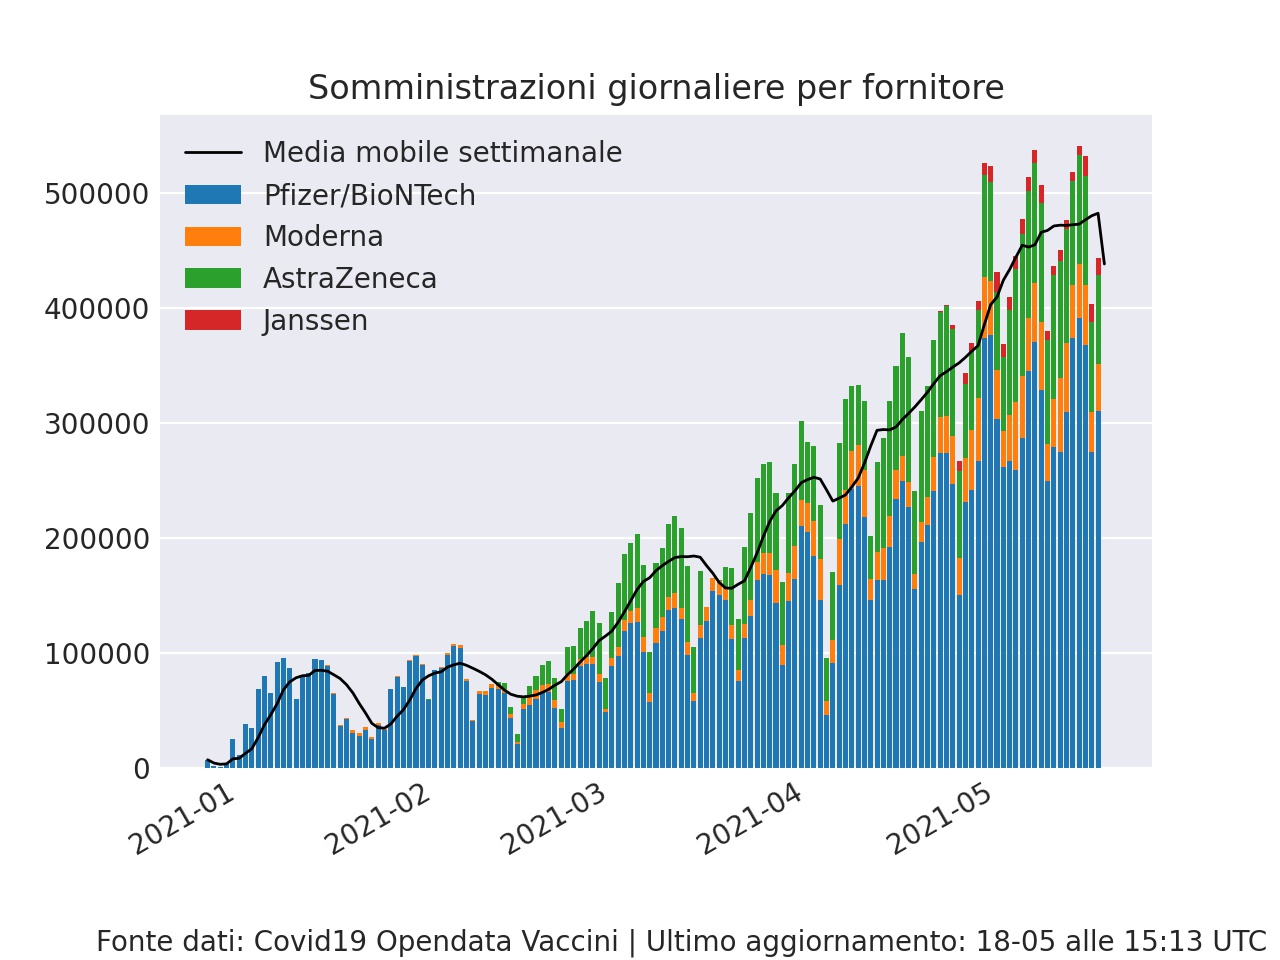 Somministrazioni giornaliere per fornitore
Media mobile settimanale
Pfizer/BioNTech
Moderna
AstraZeneca
Janssen
500000
400000
300000
200000
100000
0
2021-01
2021-02
2021-03
2021-04
2021-05
Fonte dati: Covid19 Opendata Vaccini | Ultimo aggiornamento: 18-05 alle 15:13 UTC